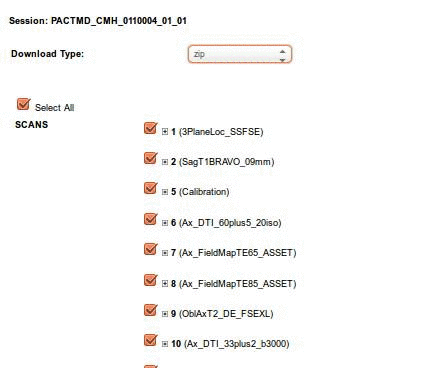 Session: PACTMD_CMH_0110004_01_01
Download Type: zip
Select All
SCANS
1 (3PlaneLoc_SSFSE)
2 (SagT1BRAVO_09mm)
5 (Calibration)
6 (Ax_DTI_60plus5_20iso)
7 (Ax_FieldMapTE65_ASSET)
8 (Ax_FieldMapTE85_ASSET)
9 (OblAxT2_DE_FSEXL)
10 (Ax_DTI_33plus2_b3000)